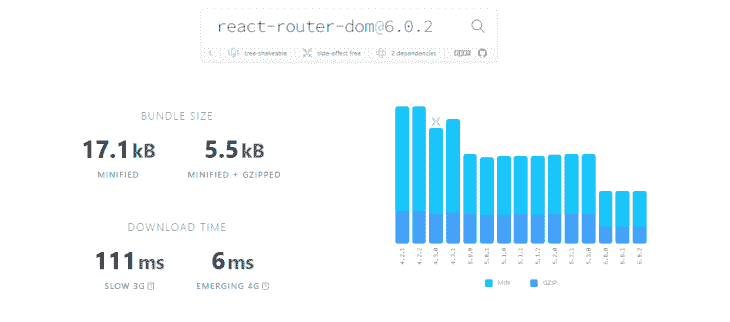 react-router-dom@6.0.2
tree-shakeable side-effect free 2 dependencies
BUNDLE SIZE
17.1 kB 5.5 kB
MINIFIED MINIFIED + GZIPPED
DOWNLOAD TIME
111 ms 6 ms
SLOW 3G EMERGING 4G
4.2.2 4.3.0 4.3.1 5.0.0 5.0.1 5.1.0 5.1.1 5.1.2 5.2.0 5.2.1 5.3.0 6.0.0 6.0.1 6.0.2
MIN GZIP